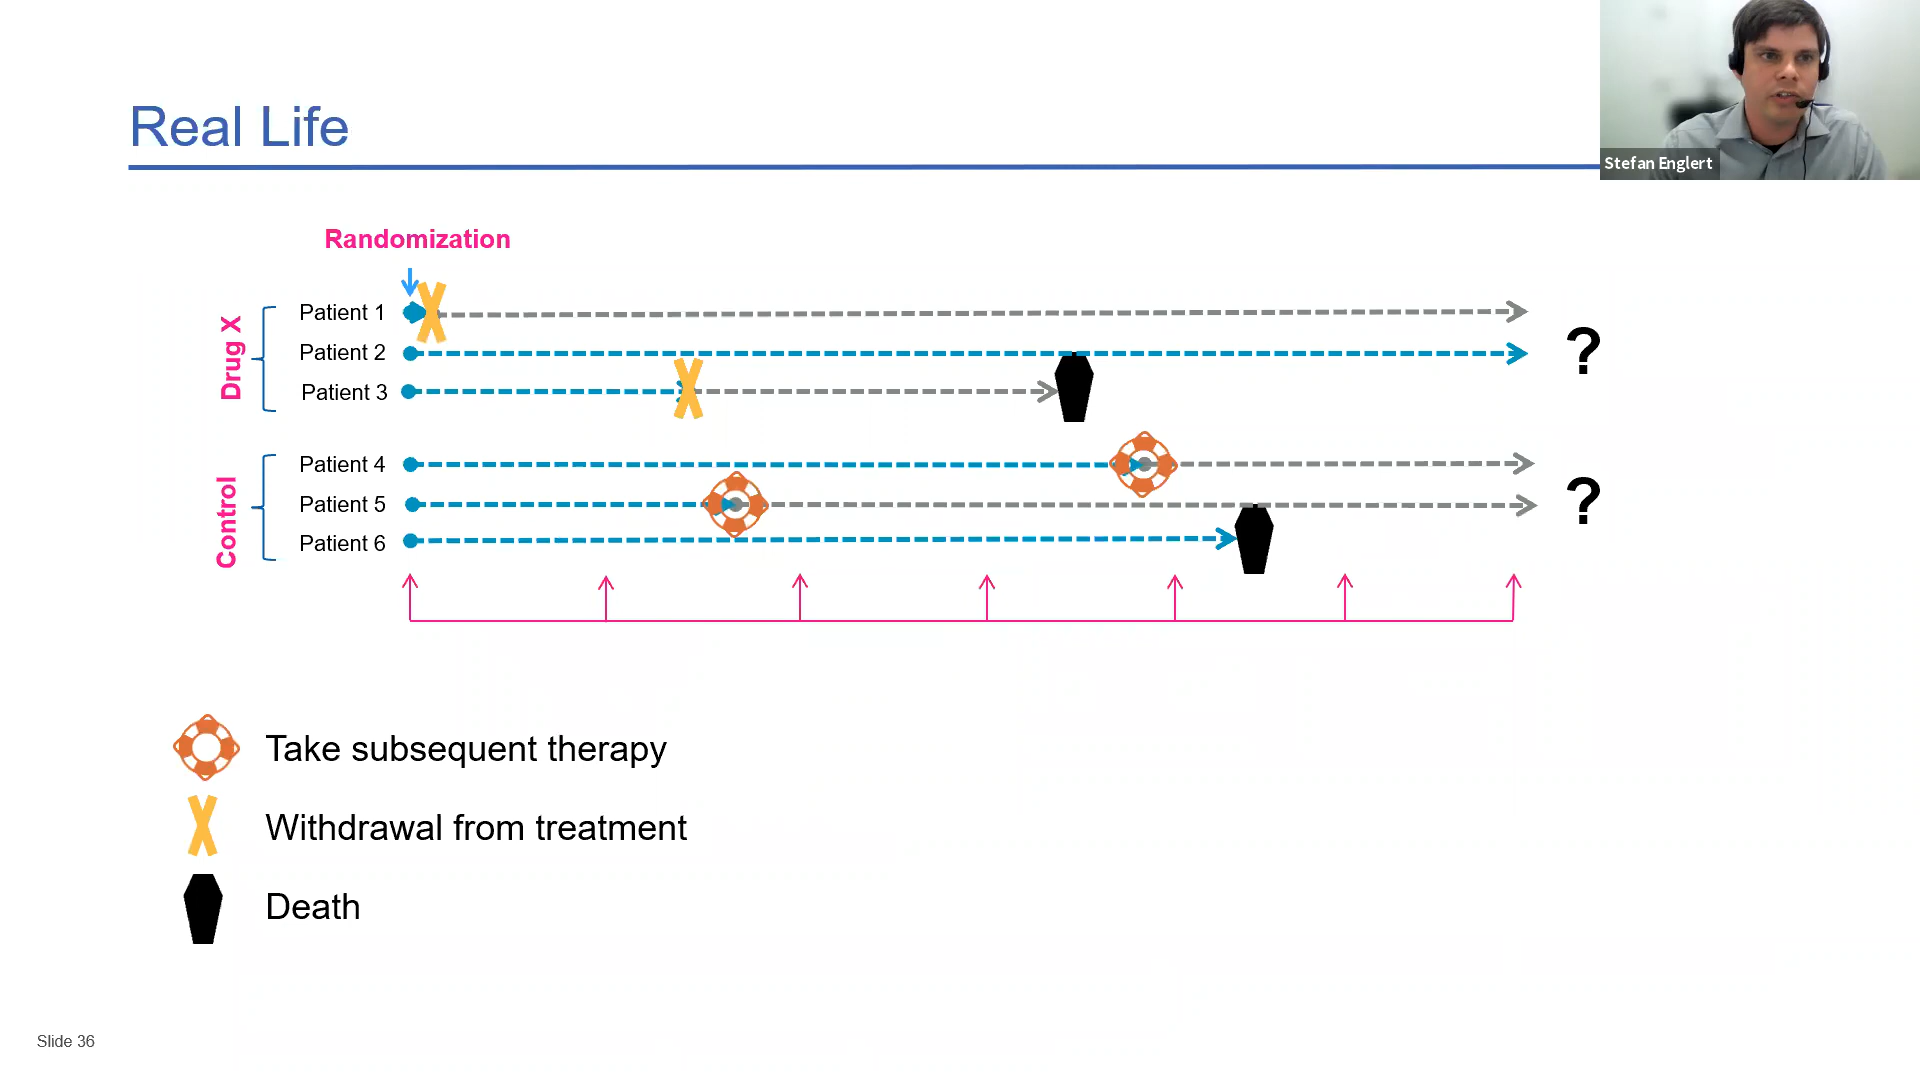 Real Life
Stefan Englert
Randomization
Drug X
Patient 1
Patient 2
Patient 3
?
Control
Patient 4
Patient 5
Patient 6
?
Take subsequent therapy
Withdrawal from treatment
Death
Slide 36